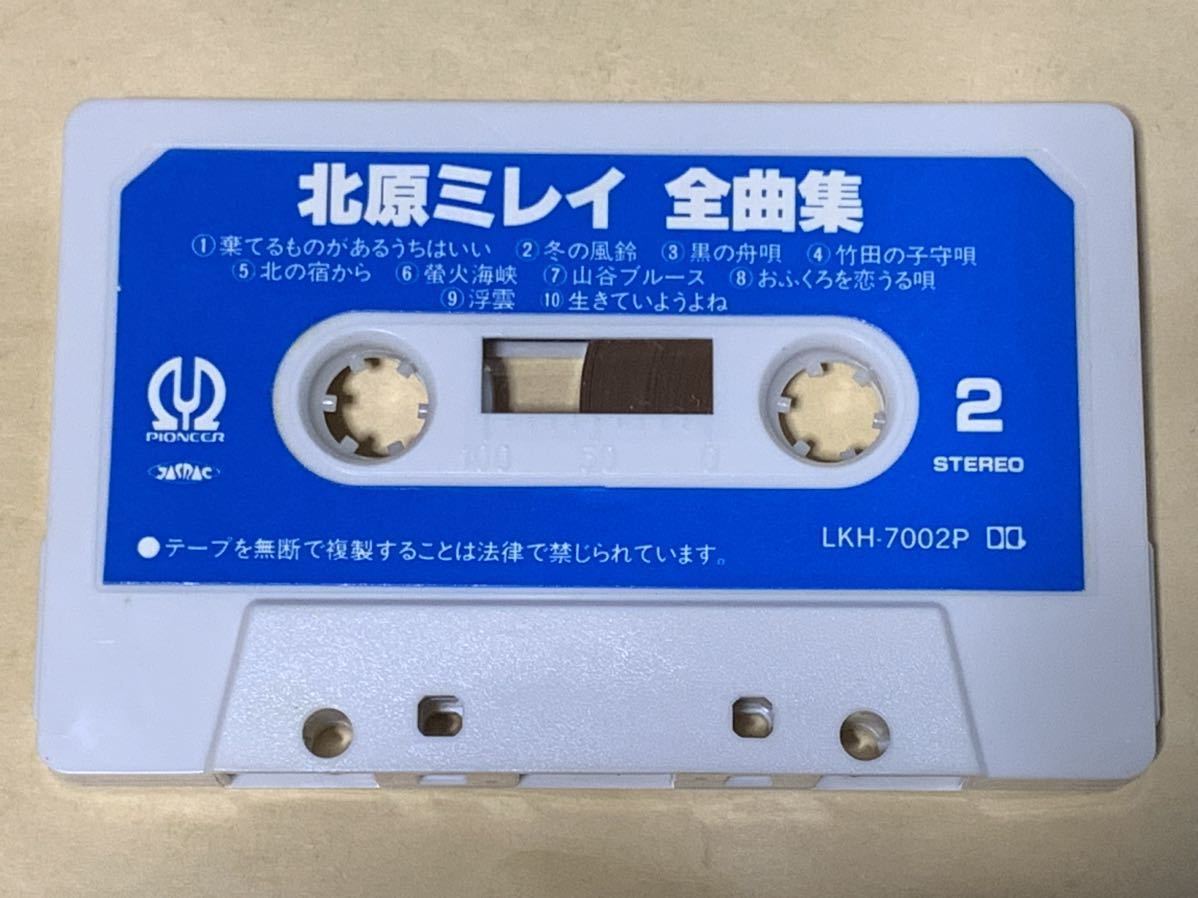 北原ミレイ 全曲集
①棄てるものがあるうちはいい ②冬の風鈴 ③黒の舟唄 ④竹田の子守唄
⑤北の宿から ⑥螢火海峡 ⑦山谷ブルース ⑧おふくろを恋うる唄
⑨浮雲 ⑩生きていようよね
PIONEER
JASRAC
2
STEREO
100 50 0
●テープを無断で複製することは法律で禁じられています。
LKH-7002P